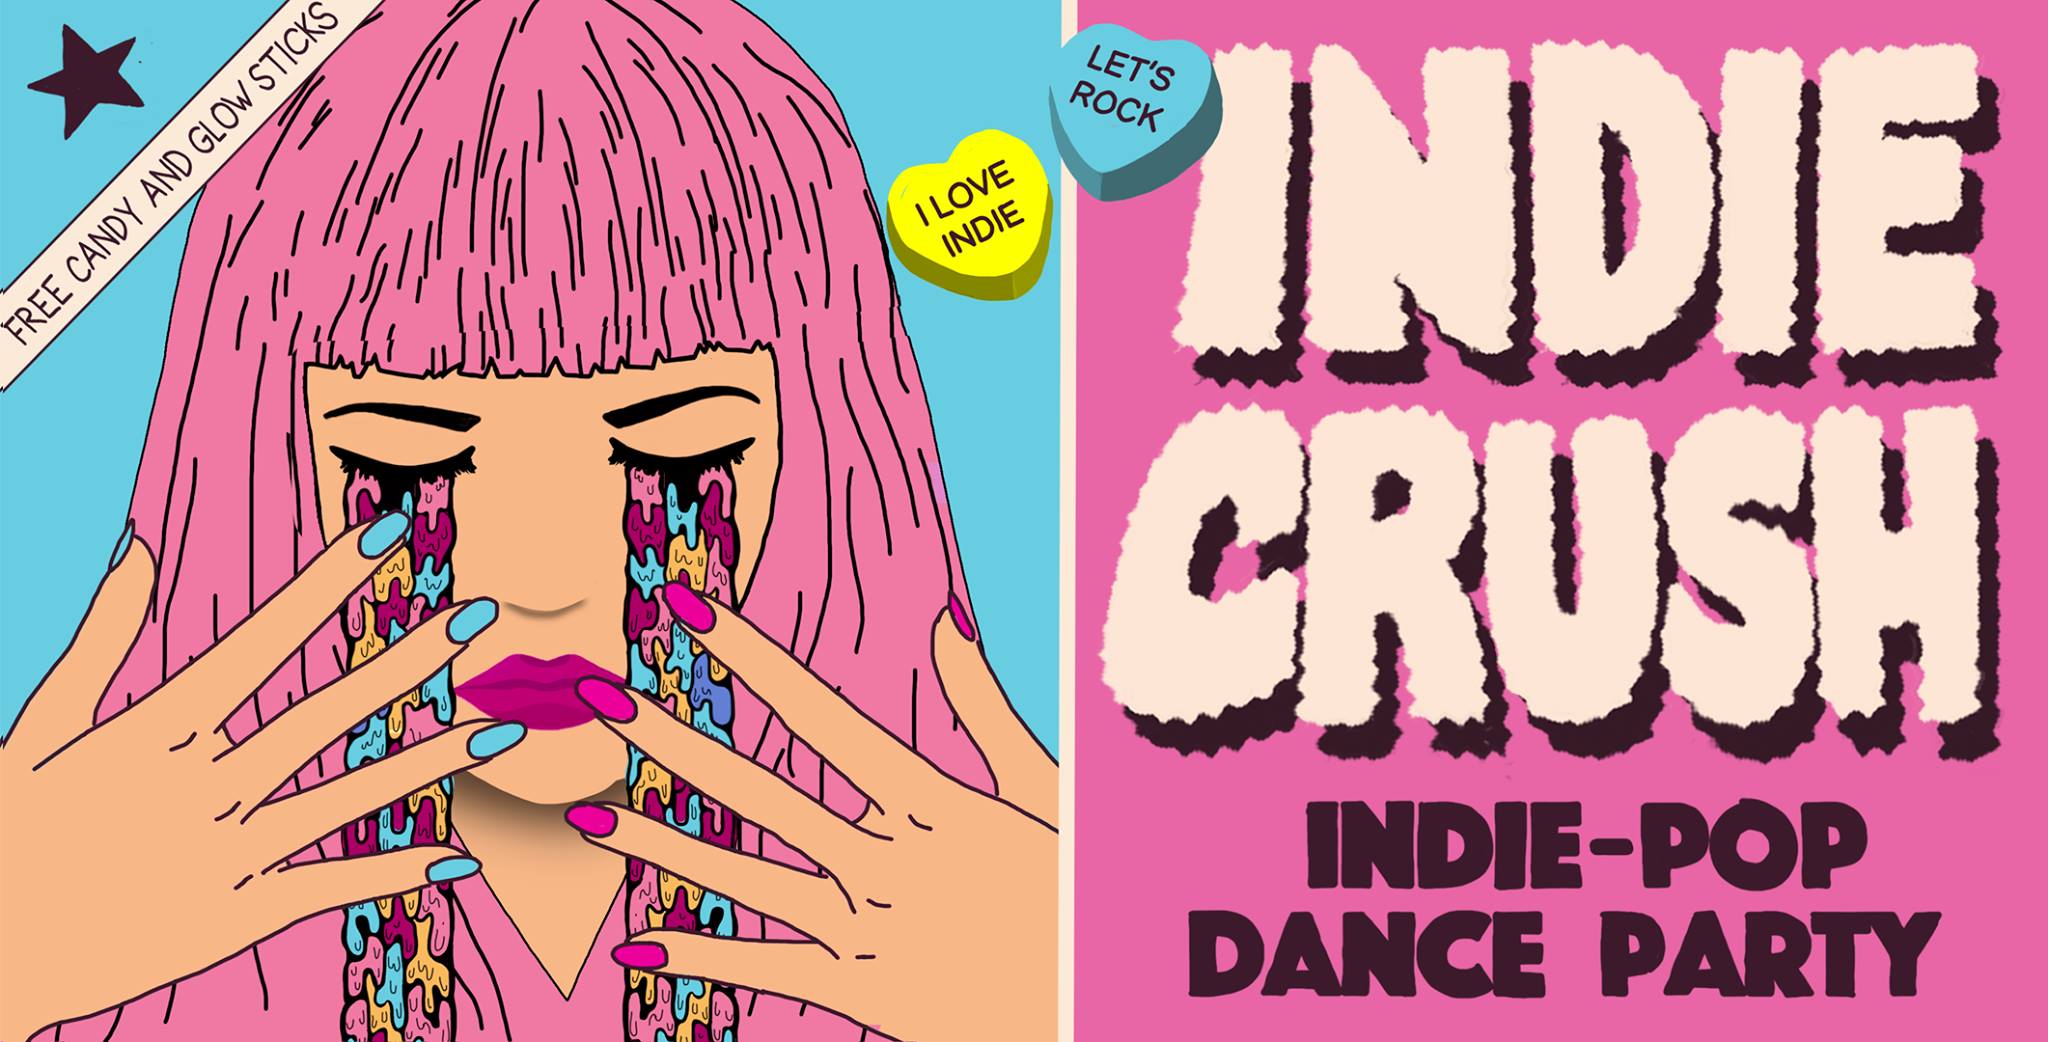 FREE CANDY AND GLOW STICKS
I LOVE
INDIE
LET'S
ROCK
INDIE
CRUSH
INDIE-POP
DANCE PARTY